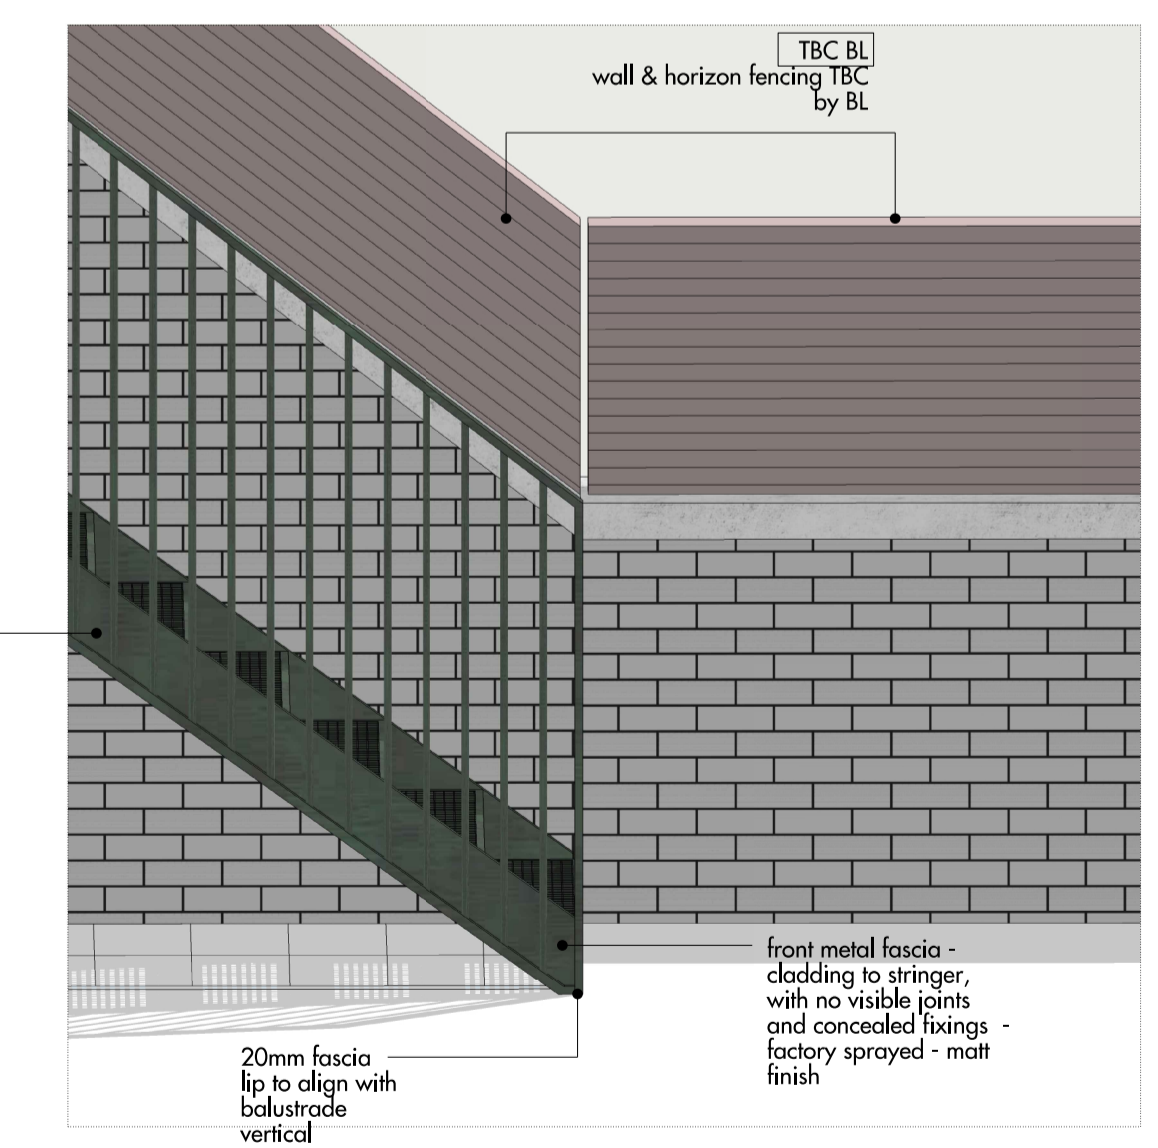 TBC BL
wall & horizon fencing TBC
by BL
front metal fascia -
cladding to stringer,
with no visible joints
and concealed fixings -
factory sprayed - matt
finish
20mm fascia
lip to align with
balustrade
vertical